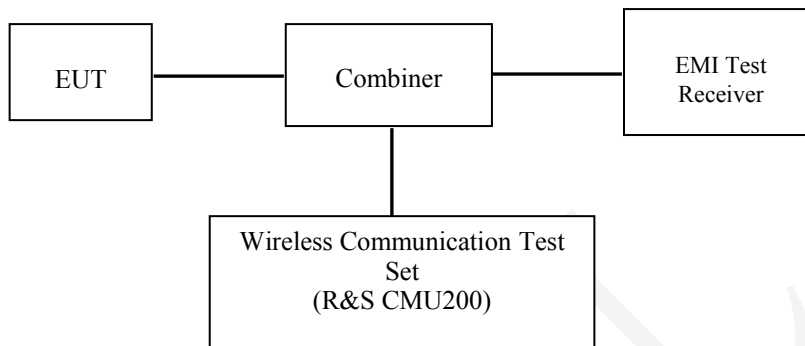 EUT
Combiner
EMI Test
Receiver
Wireless Communication Test
Set
(R&S CMU200)